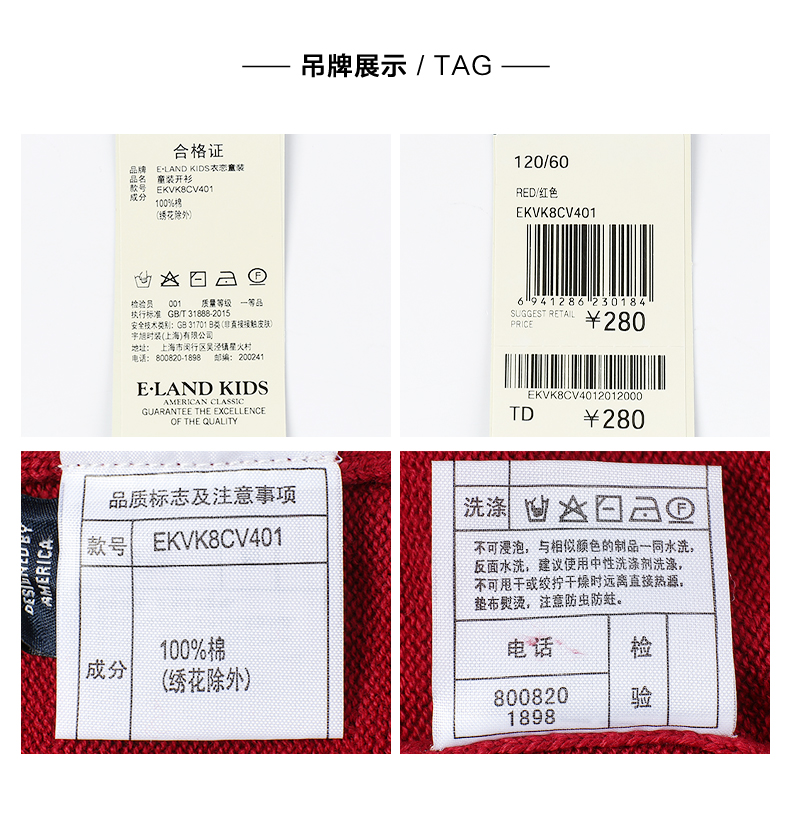 吊牌展示 / TAG
合格证
品牌 E·LAND KIDS衣恋童装
品名 童装开衫
款号 EKVK8CV401
成分 100%棉
(绣花除外)
检验员 001 质量等级 一等品
执行标准 GB/T 31888-2015
安全技术类别: GB 31701 B类(非直接接触皮肤)
宇旭时装(上海)有限公司
地址: 上海市闵行区吴泾镇星火村
电话: 800820-1898 邮编: 200241
E·LAND KIDS
AMERICAN CLASSIC
GUARANTEE THE EXCELLENCE
OF THE QUALITY
120/60
RED/红色
EKVK8CV401
6 941286 230184
SUGGEST RETAIL
PRICE
¥280
EKVK8CV4012012000
TD ¥280
DESIGNED BY
AMERICA
品质标志及注意事项
款号 EKVK8CV401
成分 100%棉
(绣花除外)
洗涤
不可浸泡，与相似颜色的制品一同水洗，
反面水洗，建议使用中性洗涤剂洗涤，
不可甩干或绞拧干燥时远离直接热源，
垫布熨烫，注意防虫防蛀。
电话
800820
1898
检
验